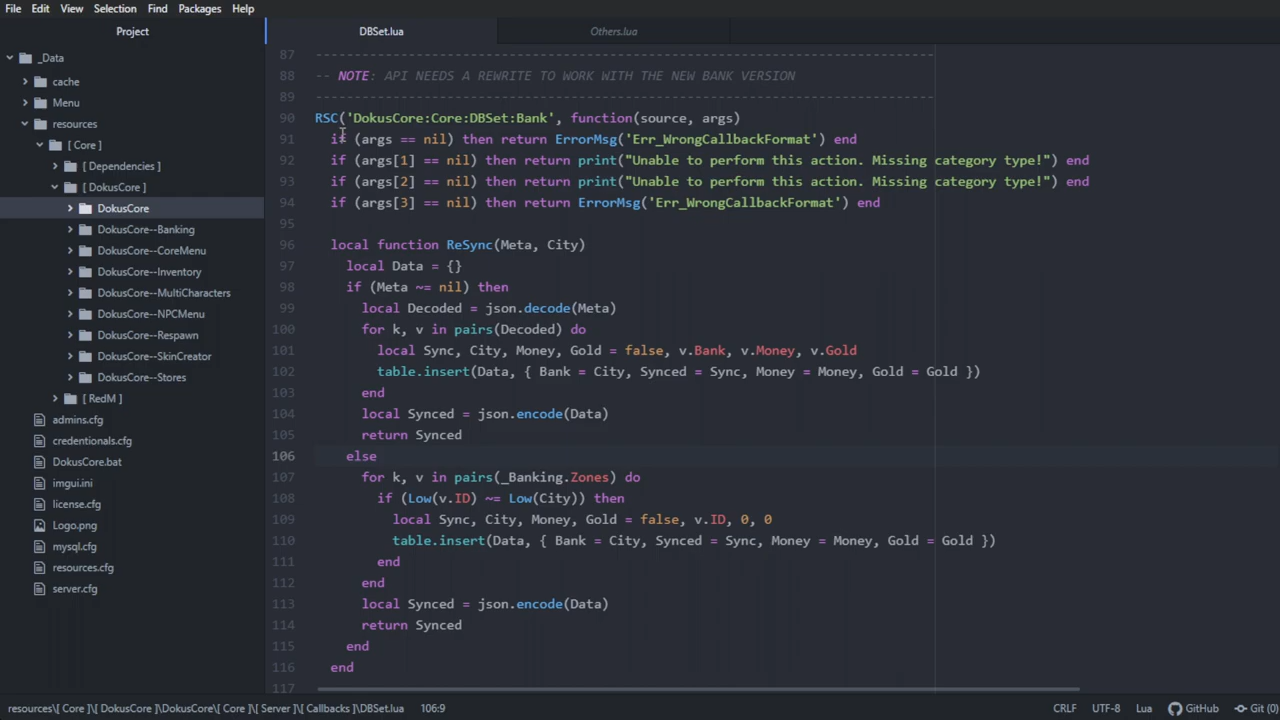 File Edit View Selection Find Packages Help
Project
DBSet.lua
Others.lua
_Data
cache
Menu
resources
[ Core ]
[ Dependencies ]
[ DokusCore ]
DokusCore
DokusCore--Banking
DokusCore--CoreMenu
DokusCore--Inventory
DokusCore--MultiCharacters
DokusCore--NPCMenu
DokusCore--Respawn
DokusCore--SkinCreator
DokusCore--Stores
[ RedM ]
admins.cfg
credentionals.cfg
DokusCore.bat
imgui.ini
license.cfg
Logo.png
mysql.cfg
resources.cfg
server.cfg
87 --------------------------------------------------------------------------------
88 -- NOTE: API NEEDS A REWRITE TO WORK WITH THE NEW BANK VERSION
89 --------------------------------------------------------------------------------
90 RSC('DokusCore:Core:DBSet:Bank', function(source, args)
91 if (args == nil) then return ErrorMsg('Err_WrongCallbackFormat') end
92 if (args[1] == nil) then return print("Unable to perform this action. Missing category type!") end
93 if (args[2] == nil) then return print("Unable to perform this action. Missing category type!") end
94 if (args[3] == nil) then return ErrorMsg('Err_WrongCallbackFormat') end
95
96 local function ReSync(Meta, City)
97 local Data = {}
98 if (Meta ~= nil) then
99 local Decoded = json.decode(Meta)
100 for k, v in pairs(Decoded) do
101 local Sync, City, Money, Gold = false, v.Bank, v.Money, v.Gold
102 table.insert(Data, { Bank = City, Synced = Sync, Money = Money, Gold = Gold })
103 end
104 local Synced = json.encode(Data)
105 return Synced
106 else
107 for k, v in pairs(_Banking.Zones) do
108 if (Low(v.ID) ~= Low(City)) then
109 local Sync, City, Money, Gold = false, v.ID, 0, 0
110 table.insert(Data, { Bank = City, Synced = Sync, Money = Money, Gold = Gold })
111 end
112 end
113 local Synced = json.encode(Data)
114 return Synced
115 end
116 end
117
resources\[ Core ]\[ DokusCore ]\DokusCore\[ Core ]\[ Server ]\[ Callbacks ]\DBSet.lua 106:9 CRLF UTF-8 Lua GitHub Git (0)